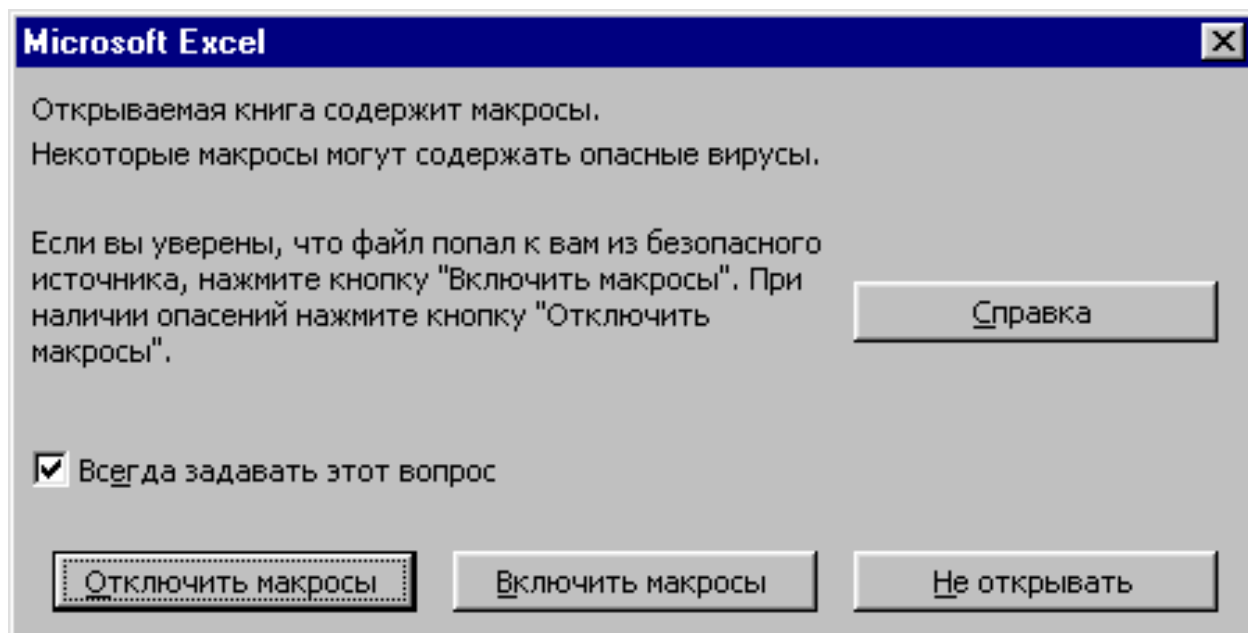 Microsoft Excel
Открываемая книга содержит макросы.
Некоторые макросы могут содержать опасные вирусы.
Если вы уверены, что файл попал к вам из безопасного
источника, нажмите кнопку "Включить макросы". При
наличии опасений нажмите кнопку "Отключить
макросы".
Справка
Всегда задавать этот вопрос
Отключить макросы
Включить макросы
Не открывать